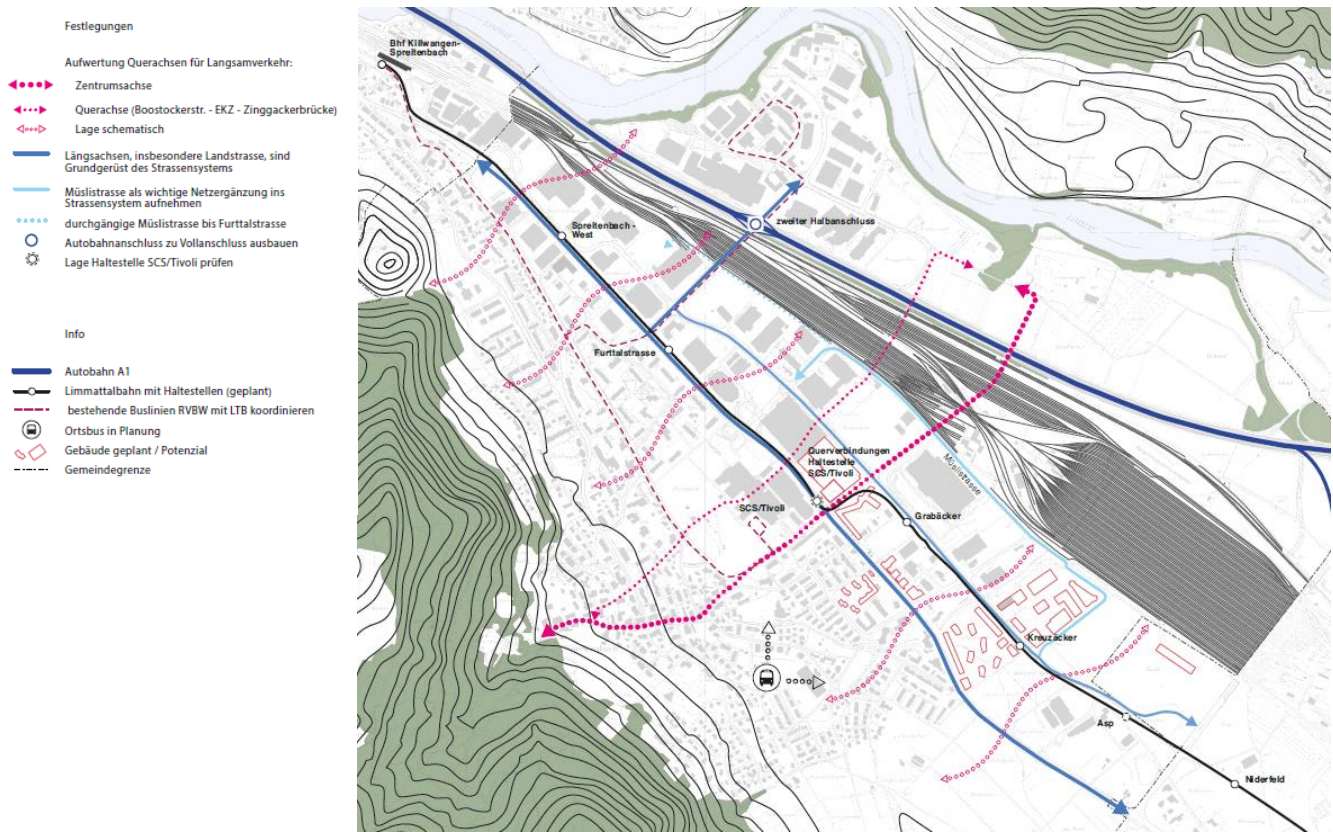 Festlegungen
Aufwertung Querachsen für Langsamverkehr:
Zentrumsachse
Querachse (Boostockerstr. - EKZ - Zinggackerbrücke)
Lage schematisch
Längsachsen, insbesondere Landstrasse, sind
Grundgerüst des Strassensystems
Müslistrasse als wichtige Netzergänzung ins
Strassensystem aufnehmen
durchgängige Müslistrasse bis Furttalstrasse
Autobahnanschluss zu Vollanschluss ausbauen
Lage Haltestelle SCS/Tivoli prüfen
Info
Autobahn A1
Limmattalbahn mit Haltestellen (geplant)
bestehende Buslinien RVBW mit LTB koordinieren
Ortsbus in Planung
Gebäude geplant / Potenzial
Gemeindegrenze
Bhf Killwangen-
Spreitenbach
zweiter Halbanschluss
Spreitenbach -
West
Furttalstrasse
Querverbindungen
Haltestelle
SCS/Tivoli
Müslistrasse
SCS/Tivoli
Grabäcker
Kreuzäcker
Asp
Niderfeld